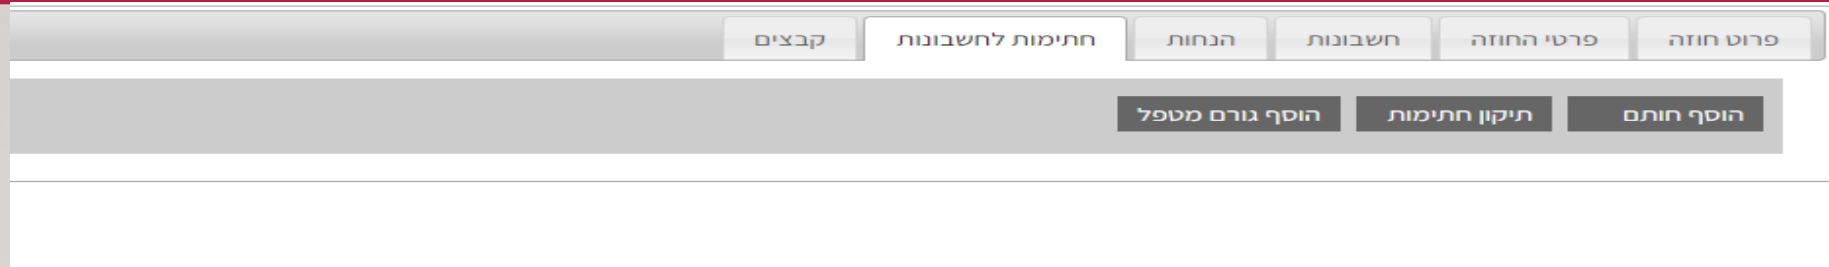 פרוט חוזה פרטי החוזה חשבונות הנחות חתימות לחשבונות קבצים
הוסף חותם תיקון חתימות הוסף גורם מטפל